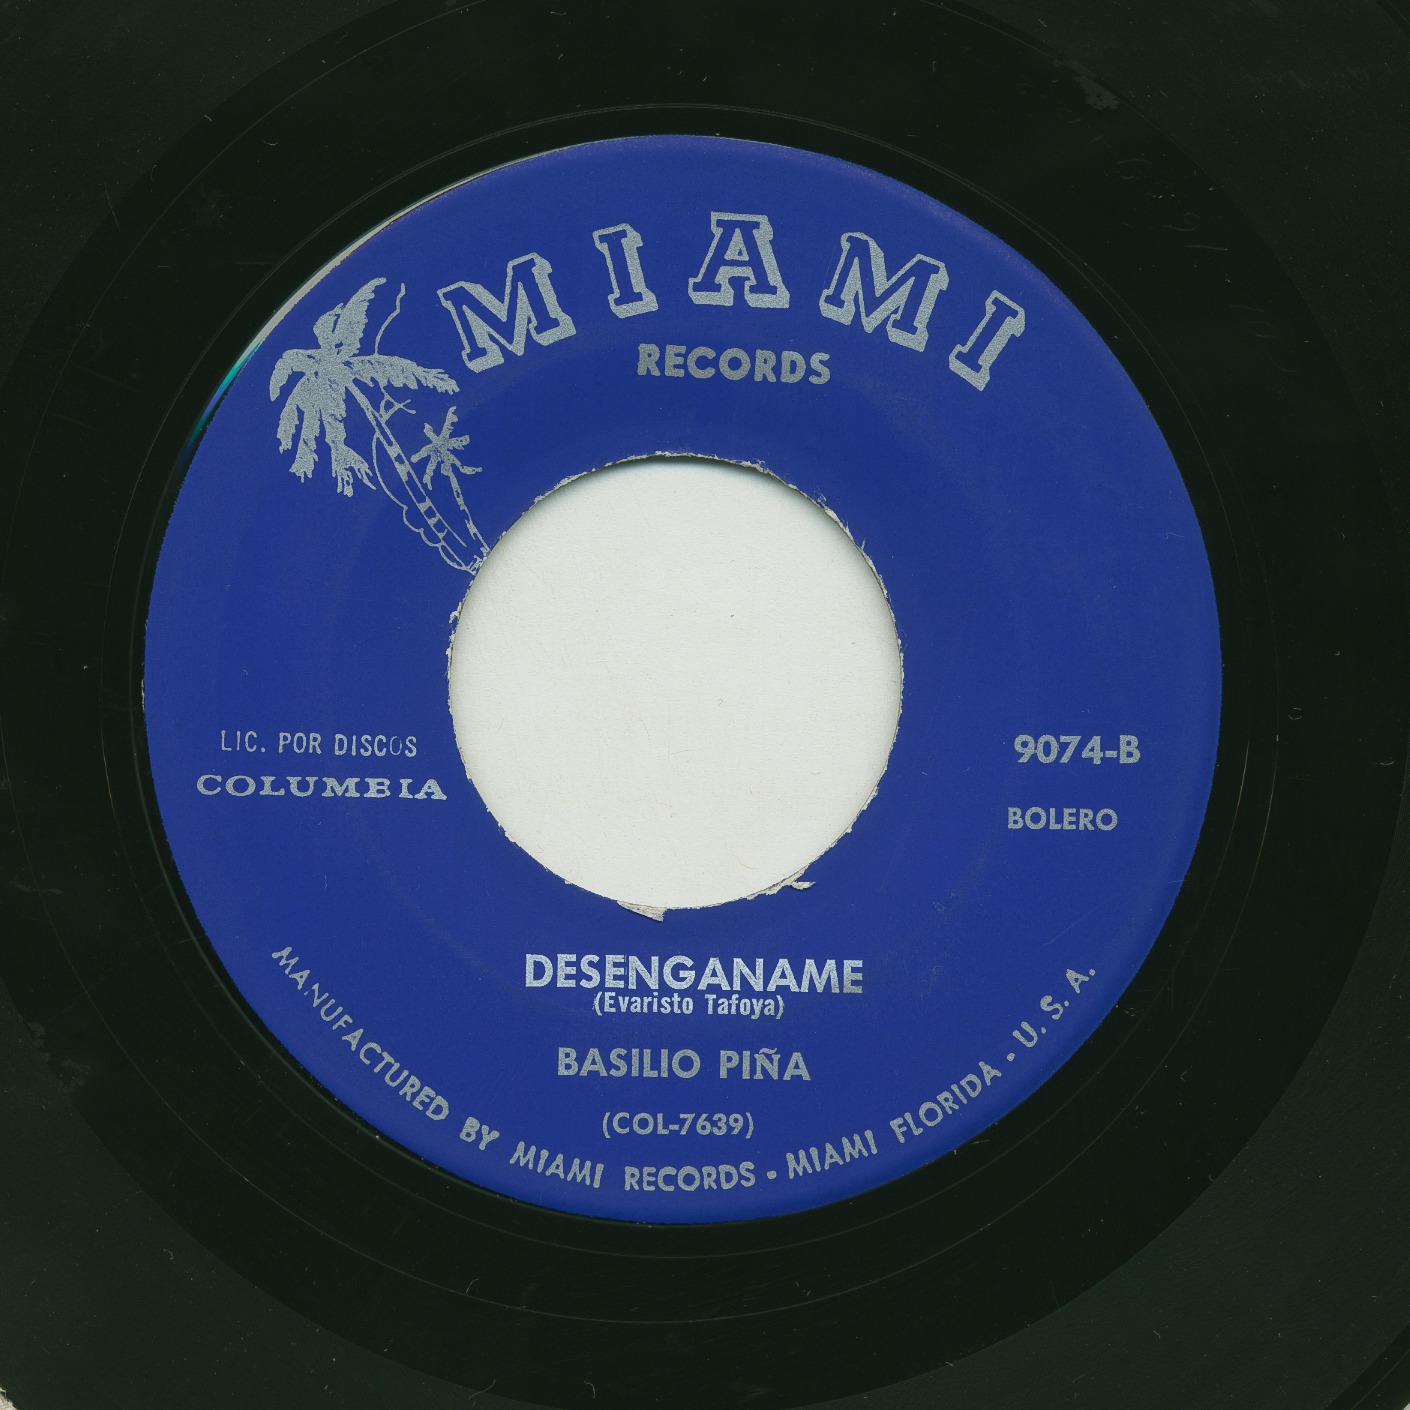 MIAMI
RECORDS
LIC. POR DISCOS
COLUMBIA
9074-B
BOLERO
DESENGANAME
(Evaristo Tafoya)
BASILIO PIÑA
(COL-7639)
MANUFACTURED BY MIAMI RECORDS - MIAMI FLORIDA - U. S. A.